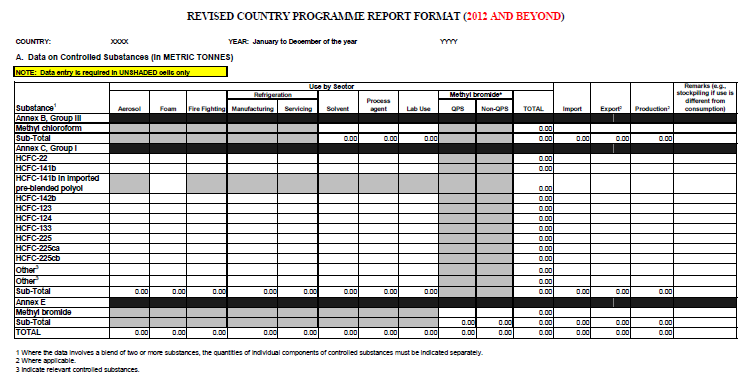 REVISED COUNTRY PROGRAMME REPORT FORMAT (2012 AND BEYOND)
COUNTRY: XXXX YEAR: January to December of the year YYYY
A. Data on Controlled Substances (in METRIC TONNES)
NOTE: Data entry is required in UNSHADED cells only
Substance1 Use by Sector Remarks (e.g., stockpiling if use is different from consumption)
Refrigeration Methyl bromide*
Aerosol Foam Fire Fighting Manufacturing Servicing Solvent Process agent Lab Use QPS Non-QPS TOTAL Import Export2 Production2
Annex B, Group III
Methyl chloroform 0.00
Sub-Total 0.00 0.00 0.00 0.00 0.00 0.00 0.00
Annex C, Group I
HCFC-22 0.00
HCFC-141b 0.00
HCFC-141b in imported
pre-blended polyol 0.00
HCFC-142b 0.00
HCFC-123 0.00
HCFC-124 0.00
HCFC-133 0.00
HCFC-225 0.00
HCFC-225ca 0.00
HCFC-225cb 0.00
Other3 0.00
Other3 0.00
Sub-Total 0.00 0.00 0.00 0.00 0.00 0.00 0.00 0.00 0.00 0.00 0.00 0.00
Annex E
Methyl bromide 0.00
Sub-Total 0.00 0.00 0.00 0.00 0.00 0.00
TOTAL 0.00 0.00 0.00 0.00 0.00 0.00 0.00 0.00 0.00 0.00 0.00 0.00 0.00 0.00
1 Where the data involves a blend of two or more substances, the quantities of individual components of controlled substances must be indicated separately.
2 Where applicable.
3 Indicate relevant controlled substances.